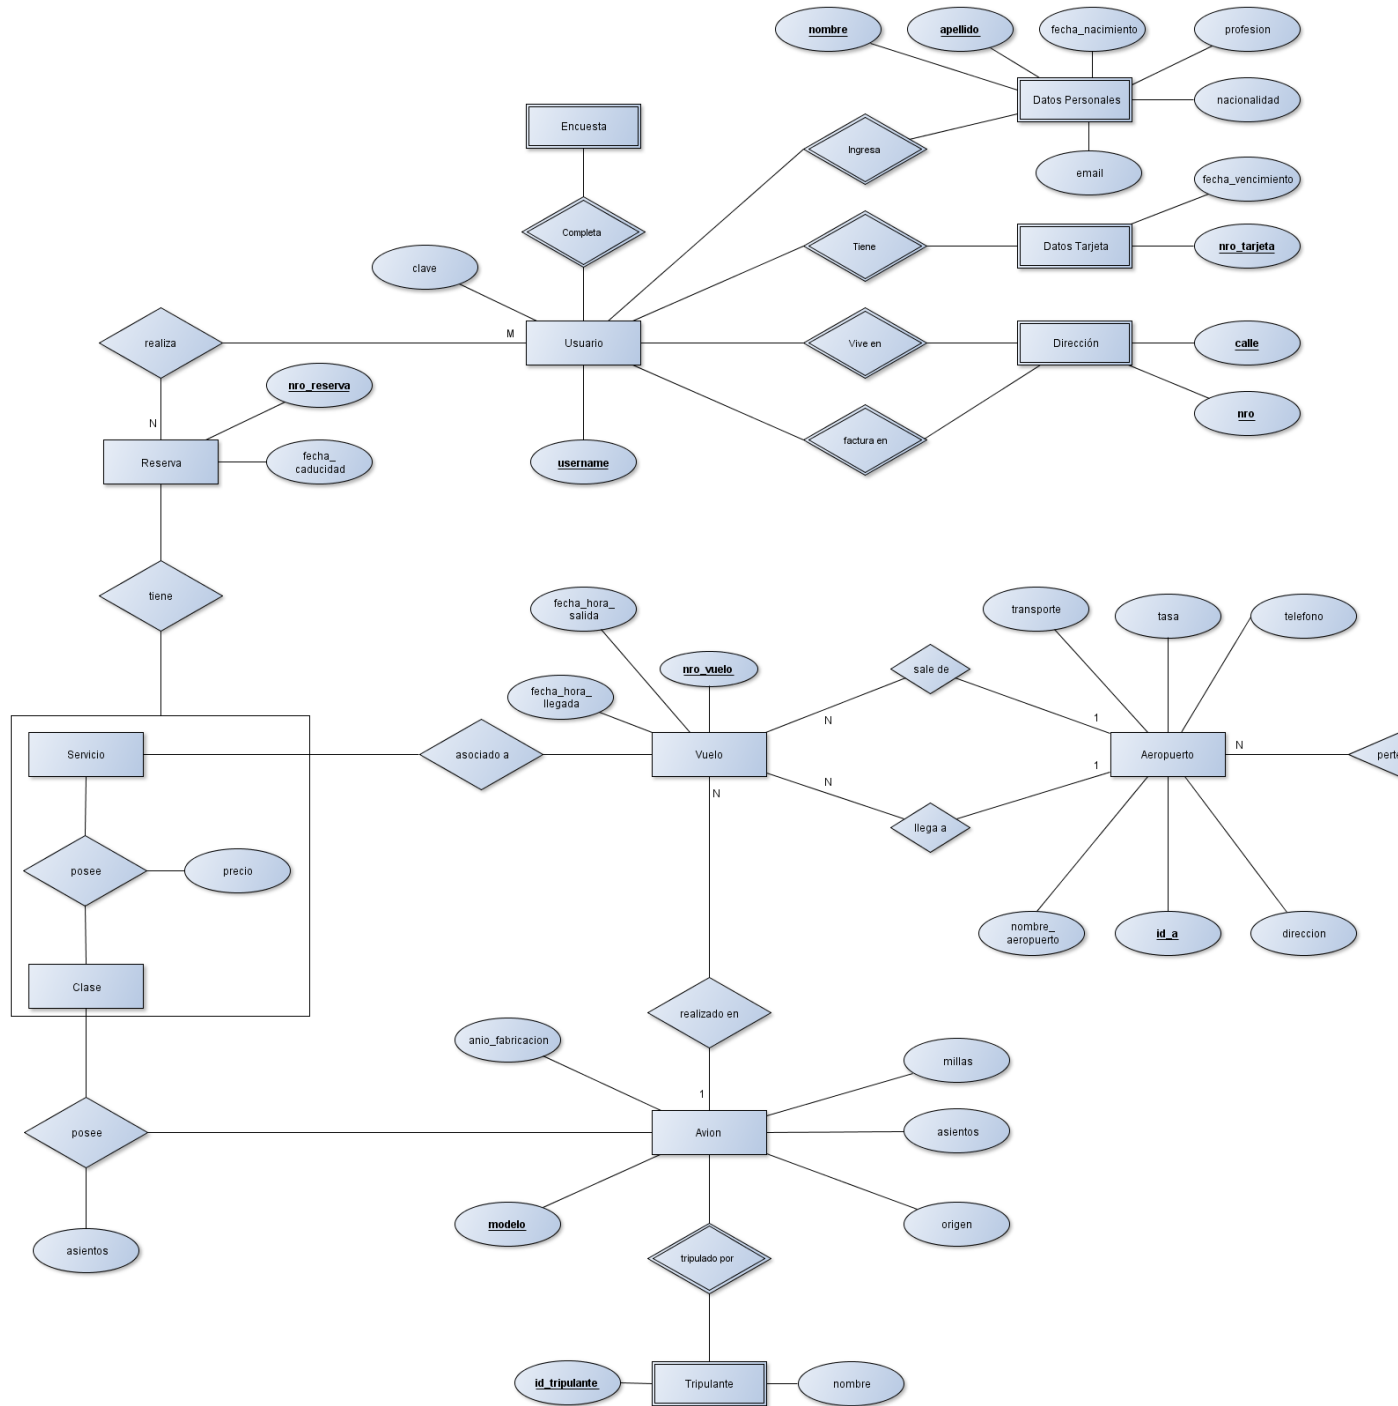 nombre
apellido
fecha_nacimiento
profesion
Datos Personales
nacionalidad
Encuesta
Ingresa
email
fecha_vencimiento
Completa
Tiene
Datos Tarjeta
nro_tarjeta
clave
M
realiza
Usuario
Vive en
Dirección
calle
nro_reserva
nro
N
factura en
Reserva
fecha_
caducidad
username
tiene
fecha_hora_
salida
transporte
tasa
telefono
nro_vuelo
sale de
fecha_hora_
llegada
N
1
Servicio
asociado a
Vuelo
Aeropuerto
N
perte
N
1
N
llega a
posee
precio
nombre_
aeropuerto
id_a
direccion
Clase
realizado en
anio_fabricacion
millas
1
posee
Avion
asientos
modelo
origen
asientos
tripulado por
id_tripulante
Tripulante
nombre